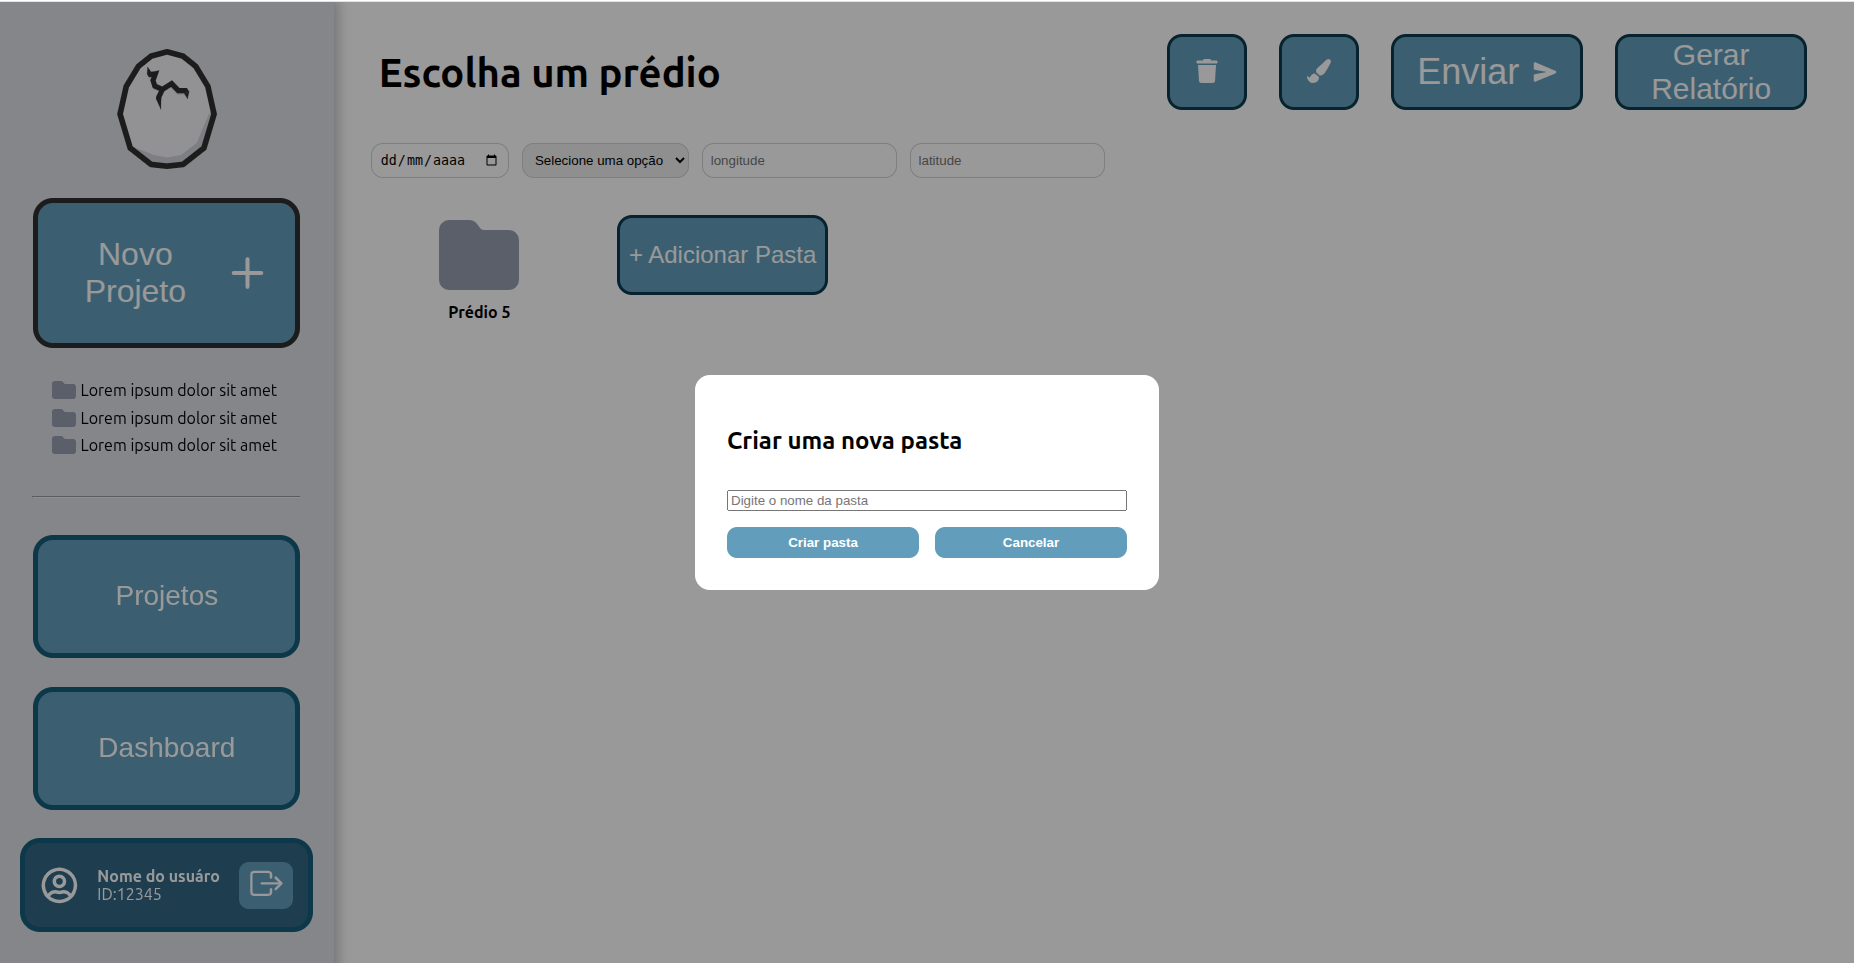 Escolha um prédio
Enviar
Gerar
Relatório
dd/mm/aaaa
Selecione uma opção
longitude
latitude
Novo
Projeto
Prédio 5
+ Adicionar Pasta
Lorem ipsum dolor sit amet
Lorem ipsum dolor sit amet
Lorem ipsum dolor sit amet
Criar uma nova pasta
Digite o nome da pasta
Criar pasta
Cancelar
Projetos
Dashboard
Nome do usuáro
ID:12345